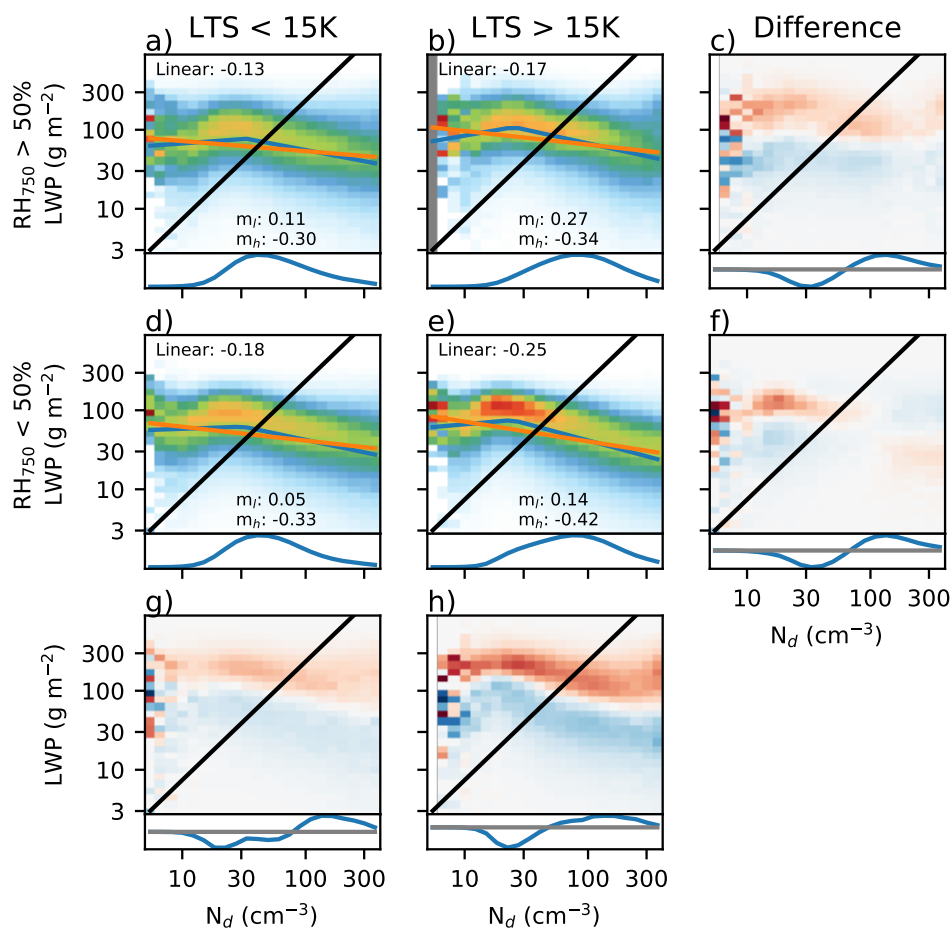 LTS < 15K
LTS > 15K
Difference
a)
b)
c)
RH₇₅₀ > 50%
LWP (g m⁻²)
300
100
30
10
3
Linear: -0.13
mₗ: 0.11
mₕ: -0.30
Linear: -0.17
mₗ: 0.27
mₕ: -0.34
d)
e)
f)
RH₇₅₀ < 50%
LWP (g m⁻²)
300
100
30
10
3
Linear: -0.18
mₗ: 0.05
mₕ: -0.33
Linear: -0.25
mₗ: 0.14
mₕ: -0.42
10 30 100 300
N_d (cm⁻³)
g)
h)
LWP (g m⁻²)
300
100
30
10
3
10 30 100 300
N_d (cm⁻³)
10 30 100 300
N_d (cm⁻³)